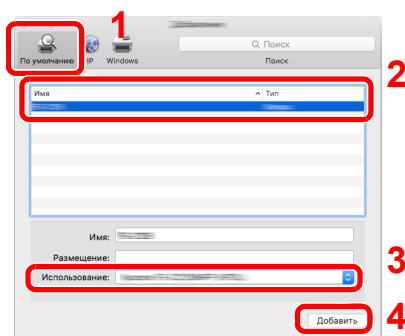 1
Поиск
По умолчанию IP Windows Поиск
2
Имя Тип
Имя:
Размещение:
3
Использование:
Добавить 4